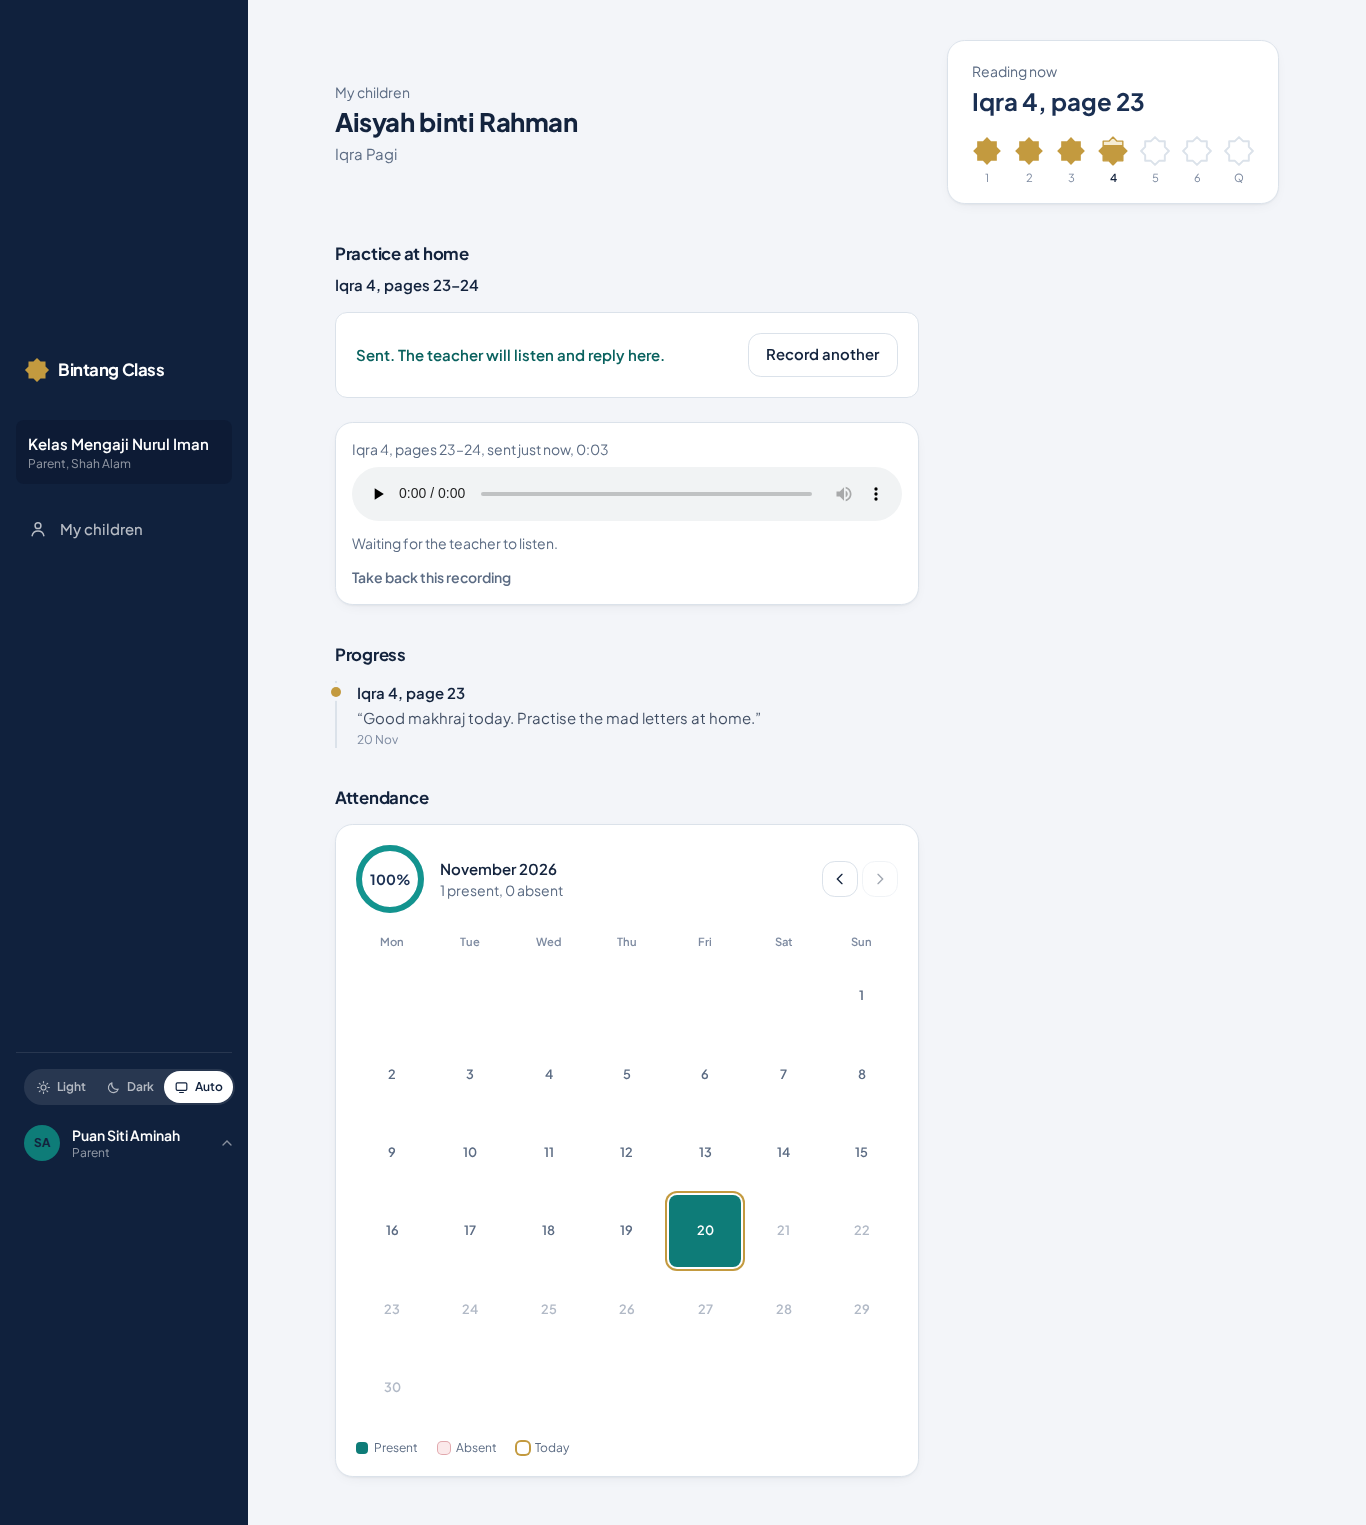 Bintang Class
Kelas Mengaji Nurul Iman
Parent, Shah Alam
My children
Light
Dark
Auto
SA
Puan Siti Aminah
Parent
My children
Aisyah binti Rahman
Iqra Pagi
Reading now
Iqra 4, page 23
1 2 3 4 5 6 Q
Practice at home
Iqra 4, pages 23–24
Sent. The teacher will listen and reply here.
Record another
Iqra 4, pages 23–24, sent just now, 0:03
0:00 / 0:00
Waiting for the teacher to listen.
Take back this recording
Progress
Iqra 4, page 23
“Good makhraj today. Practise the mad letters at home.”
20 Nov
Attendance
100%
November 2026
1 present, 0 absent
Mon Tue Wed Thu Fri Sat Sun
1
2 3 4 5 6 7 8
9 10 11 12 13 14 15
16 17 18 19 20 21 22
23 24 25 26 27 28 29
30
Present
Absent
Today